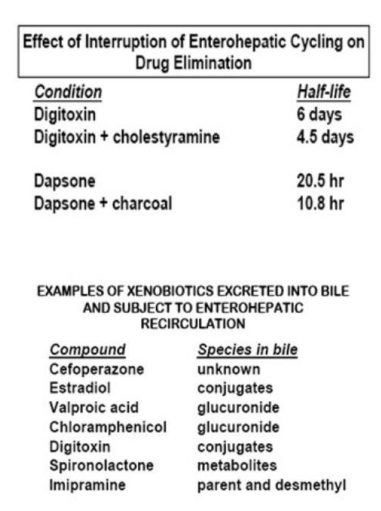 Effect of Interruption of Enterohepatic Cycling on
Drug Elimination
Condition Half-life
Digitoxin 6 days
Digitoxin + cholestyramine 4.5 days
Dapsone 20.5 hr
Dapsone + charcoal 10.8 hr
EXAMPLES OF XENOBIOTICS EXCRETED INTO BILE
AND SUBJECT TO ENTEROHEPATIC
RECIRCULATION
Compound Species in bile
Cefoperazone unknown
Estradiol conjugates
Valproic acid glucuronide
Chloramphenicol glucuronide
Digitoxin conjugates
Spironolactone metabolites
Imipramine parent and desmethyl